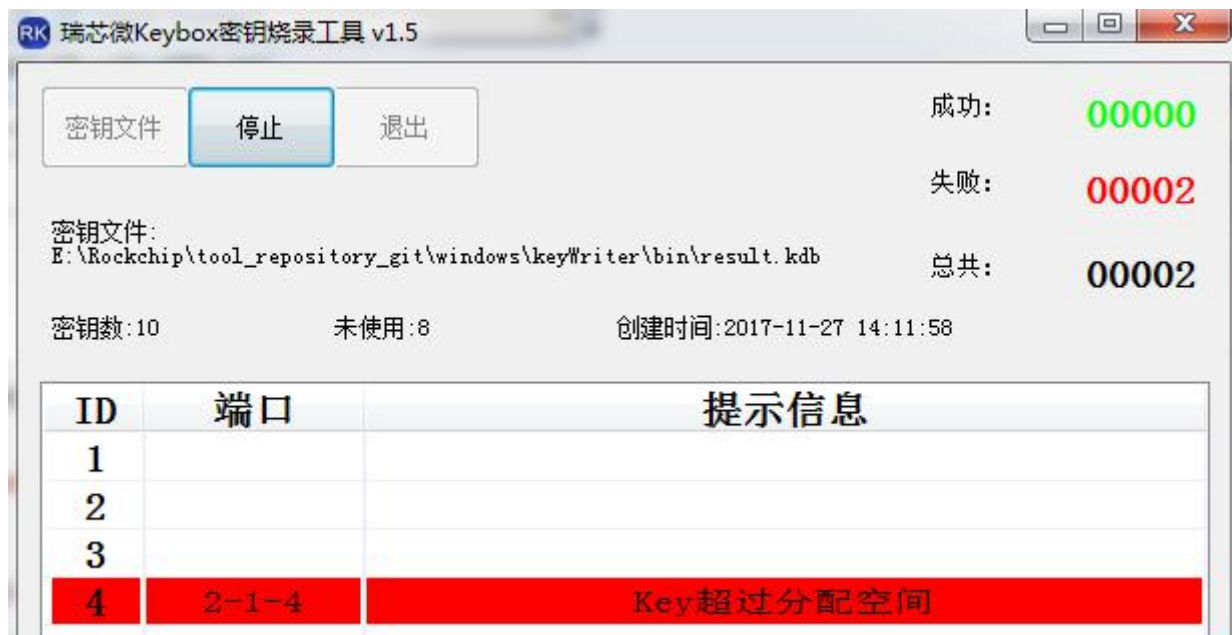 RK 瑞芯微Keybox密钥烧录工具 v1.5
密钥文件 停止 退出
成功: 00000
失败: 00002
密钥文件:
E:\Rockchip\tool_repository_git\windows\keyWriter\bin\result.kdb
总共: 00002
密钥数:10 未使用:8 创建时间:2017-11-27 14:11:58
ID 端口 提示信息
1
2
3
4 2-1-4 Key超过分配空间